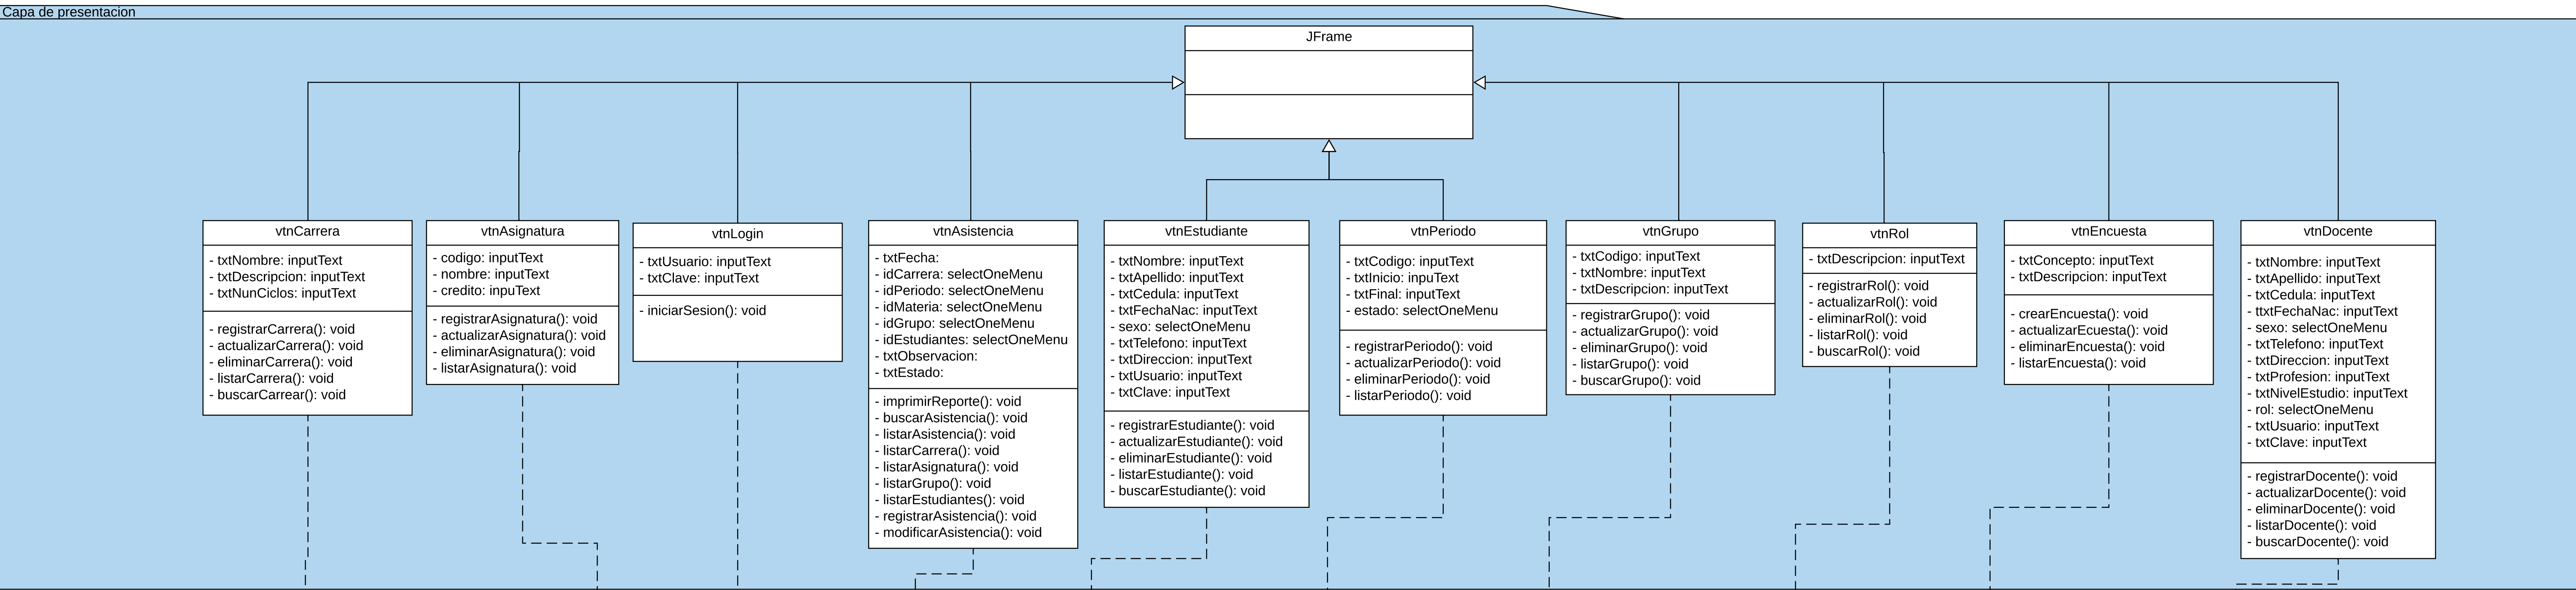 Capa de presentacion
JFrame
vtnCarrera
- txtNombre: inputText
- txtDescripcion: inputText
- txtNunCiclos: inputText
- registrarCarrera(): void
- actualizarCarrera(): void
- eliminarCarrera(): void
- listarCarrera(): void
- buscarCarrear(): void
vtnAsignatura
- codigo: inputText
- nombre: inputText
- credito: inpuText
- registrarAsignatura(): void
- actualizarAsignatura(): void
- eliminarAsignatura(): void
- listarAsignatura(): void
vtnLogin
- txtUsuario: inputText
- txtClave: inputText
- iniciarSesion(): void
vtnAsistencia
- txtFecha:
- idCarrera: selectOneMenu
- idPeriodo: selectOneMenu
- idMateria: selectOneMenu
- idGrupo: selectOneMenu
- idEstudiantes: selectOneMenu
- txtObservacion:
- txtEstado:
- imprimirReporte(): void
- buscarAsistencia(): void
- listarAsistencia(): void
- listarCarrera(): void
- listarAsignatura(): void
- listarGrupo(): void
- listarEstudiantes(): void
- registrarAsistencia(): void
- modificarAsistencia(): void
vtnEstudiante
- txtNombre: inputText
- txtApellido: inputText
- txtCedula: inputText
- txtFechaNac: inputText
- sexo: selectOneMenu
- txtTelefono: inputText
- txtDireccion: inputText
- txtUsuario: inputText
- txtClave: inputText
- registrarEstudiante(): void
- actualizarEstudiante(): void
- eliminarEstudiante(): void
- listarEstudiante(): void
- buscarEstudiante(): void
vtnPeriodo
- txtCodigo: inputText
- txtInicio: inpuText
- txtFinal: inputText
- estado: selectOneMenu
- registrarPeriodo(): void
- actualizarPeriodo(): void
- eliminarPeriodo(): void
- listarPeriodo(): void
vtnGrupo
- txtCodigo: inputText
- txtNombre: inputText
- txtDescripcion: inputText
- registrarGrupo(): void
- actualizarGrupo(): void
- eliminarGrupo(): void
- listarGrupo(): void
- buscarGrupo(): void
vtnRol
- txtDescripcion: inputText
- registrarRol(): void
- actualizarRol(): void
- eliminarRol(): void
- listarRol(): void
- buscarRol(): void
vtnEncuesta
- txtConcepto: inputText
- txtDescripcion: inputText
- crearEncuesta(): void
- actualizarEcuesta(): void
- eliminarEncuesta(): void
- listarEncuesta(): void
vtnDocente
- txtNombre: inputText
- txtApellido: inputText
- txtCedula: inputText
- ttxtFechaNac: inputText
- sexo: selectOneMenu
- txtTelefono: inputText
- txtDireccion: inputText
- txtProfesion: inputText
- txtNivelEstudio: inputText
- rol: selectOneMenu
- txtUsuario: inputText
- txtClave: inputText
- registrarDocente(): void
- actualizarDocente(): void
- eliminarDocente(): void
- listarDocente(): void
- buscarDocente(): void